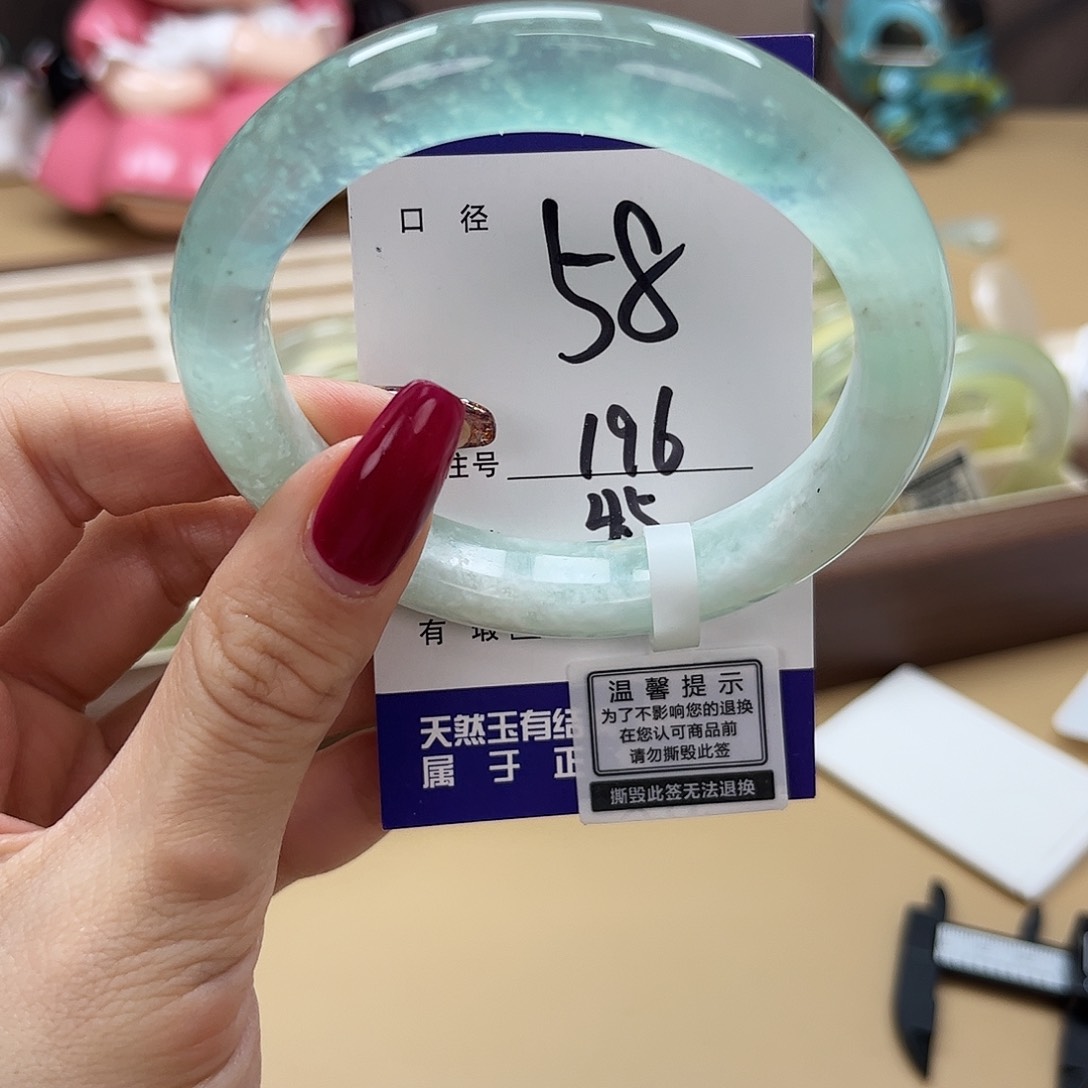 口 径 58
注号 196
45
有 瑕
天然玉有结
属 于 正
温馨提示
为了不影响您的退换
在您认可商品前
请勿撕毁此签
撕毁此签无法退换